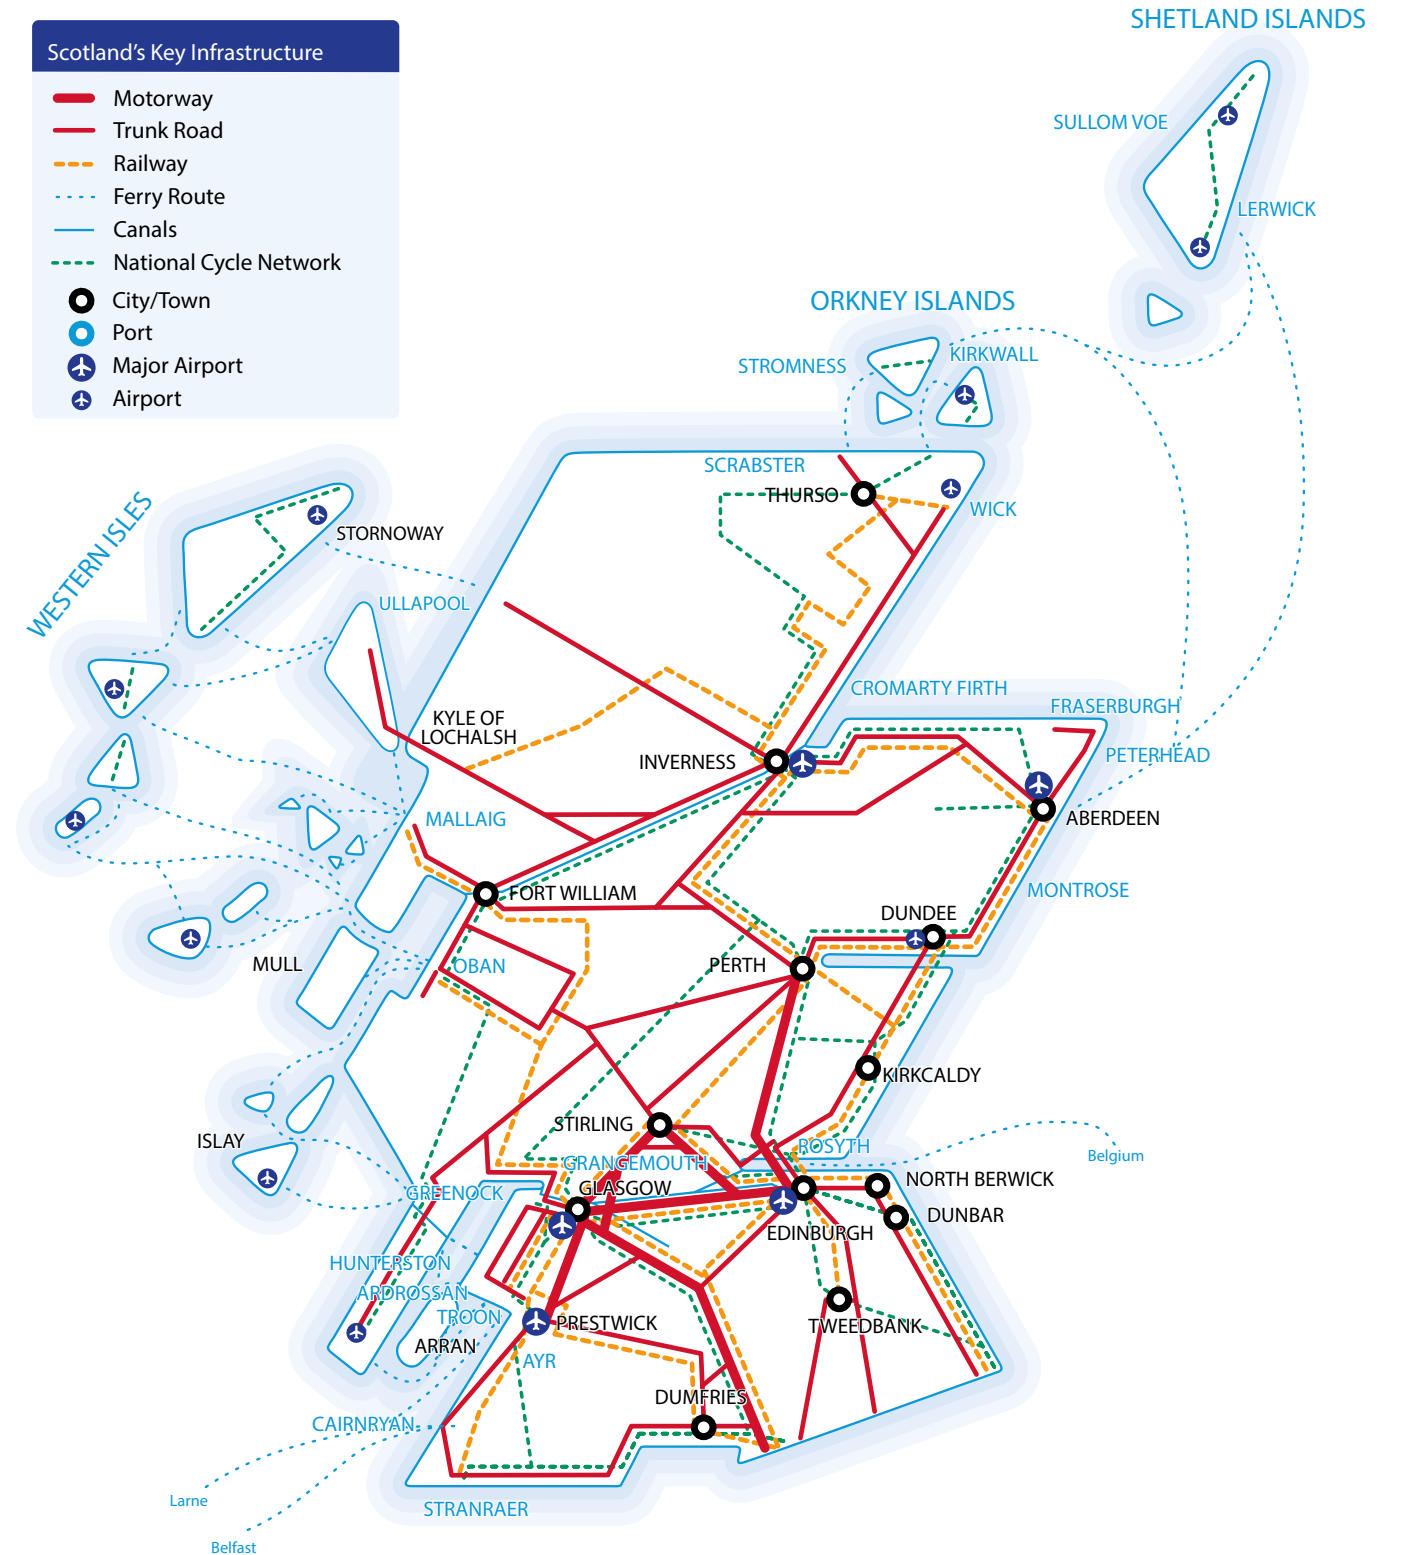 SHETLAND ISLANDS
Scotland's Key Infrastructure
Motorway
Trunk Road
Railway
Ferry Route
Canals
National Cycle Network
City/Town
Port
Major Airport
Airport
SULLOM VOE
LERWICK
ORKNEY ISLANDS
STROMNESS
KIRKWALL
SCRABSTER
THURSO
WICK
WESTERN ISLES
STORNOWAY
ULLAPOOL
CROMARTY FIRTH
FRASERBURGH
KYLE OF
LOCHALSH
INVERNESS
PETERHEAD
MALLAIG
ABERDEEN
FORT WILLIAM
MONTROSE
DUNDEE
MULL
OBAN
PERTH
KIRKCALDY
STIRLING
ISLAY
ROSYTH
Belgium
GRANGEMOUTH
GREENOCK
GLASGOW
NORTH BERWICK
DUNBAR
EDINBURGH
HUNTERSTON
ARDROSSAN
TROON
PRESTWICK
TWEEDBANK
ARRAN
AYR
DUMFRIES
CAIRNRYAN
Larne
STRANRAER
Belfast